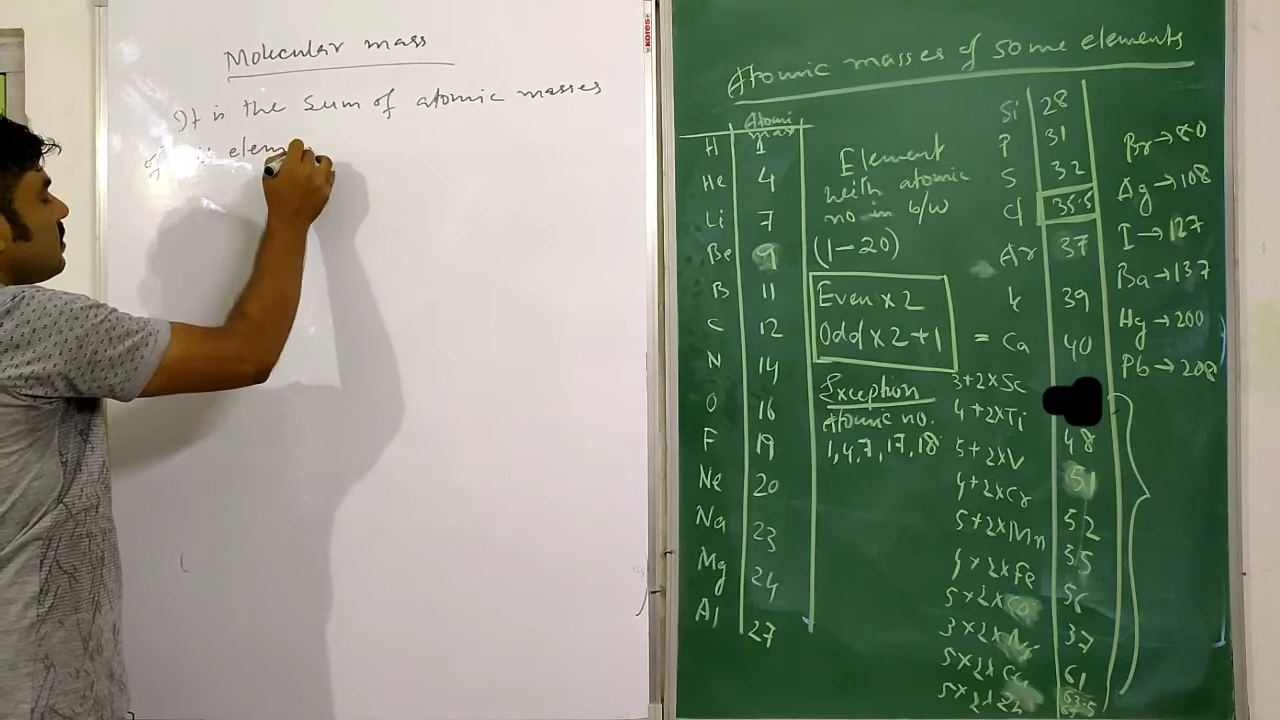 Molecular mass
It is the sum of atomic masses
of elem
kores
Atomic masses of some elements
Atomi
mas
H 1
He 4
Li 7
Be 9
B 11
C 12
N 14
O 16
F 19
Ne 20
Na 23
Mg 24
Al 27
Element
with atomic
no in b/w
(1-20)
Even × 2
Odd × 2 + 1
Exception
Atomic no.
1, 4, 7, 17, 18
Si 28
P 31
S 32
Cl 35.5
Ar 37
K 39
= Ca 40
3+2×Sc
4+2×Ti 48
5+2×V 51
4+2×Cr
5+2×Mn 52
4×2×Fe 55
5×2×Co 56
3×2×Ni 37
5×2×Cu 61
5×2×Zn
Br→80
Ag→108
I→127
Ba→137
Hg→200
Pb→208